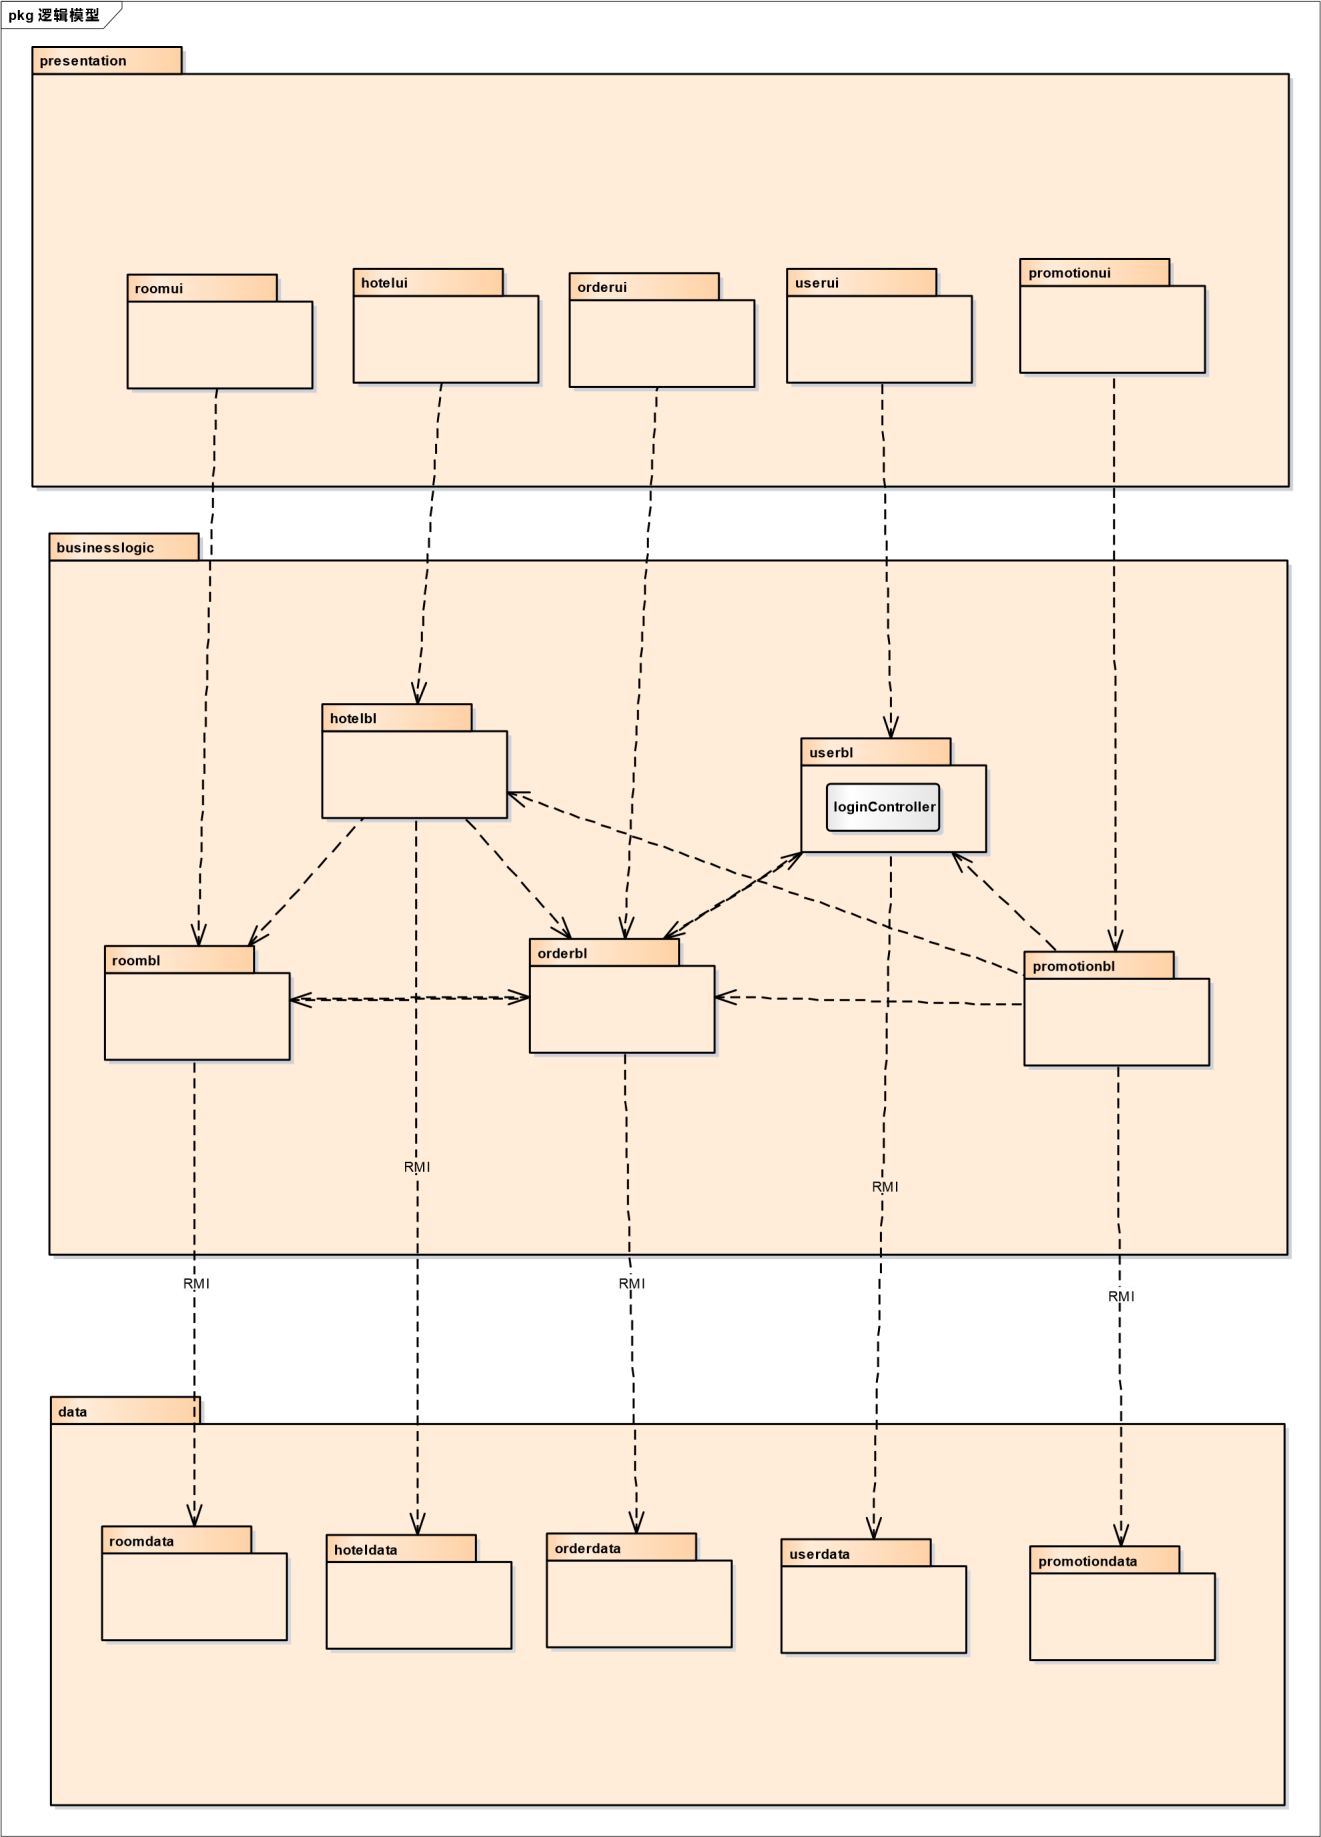 pkg 逻辑模型
presentation
roomui
hotelui
orderui
userui
promotionui
businesslogic
hotelbl
userbl
loginController
roombl
orderbl
promotionbl
RMI
RMI
RMI
RMI
RMI
data
roomdata
hoteldata
orderdata
userdata
promotiondata